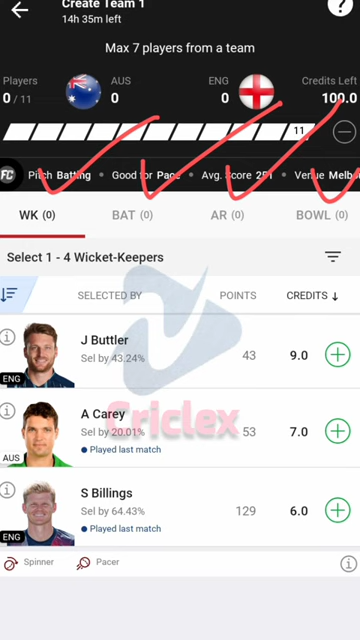 Create Team 1
14h 35m left
?
Max 7 players from a team
Players
0 / 11
AUS
0
ENG
0
Credits Left
100.0
11
FC Pitch Batting • Good for Pace • Avg. Score 251 • Venue Melbo
WK (0) BAT (0) AR (0) BOWL (0)
Select 1 - 4 Wicket-Keepers
SELECTED BY POINTS CREDITS ↓
J Buttler
Sel by 43.24% 43 9.0
ENG
A Carey
Sel by 20.01% 53 7.0
Played last match
AUS
Criclex
S Billings
Sel by 64.43% 129 6.0
Played last match
ENG
Spinner Pacer